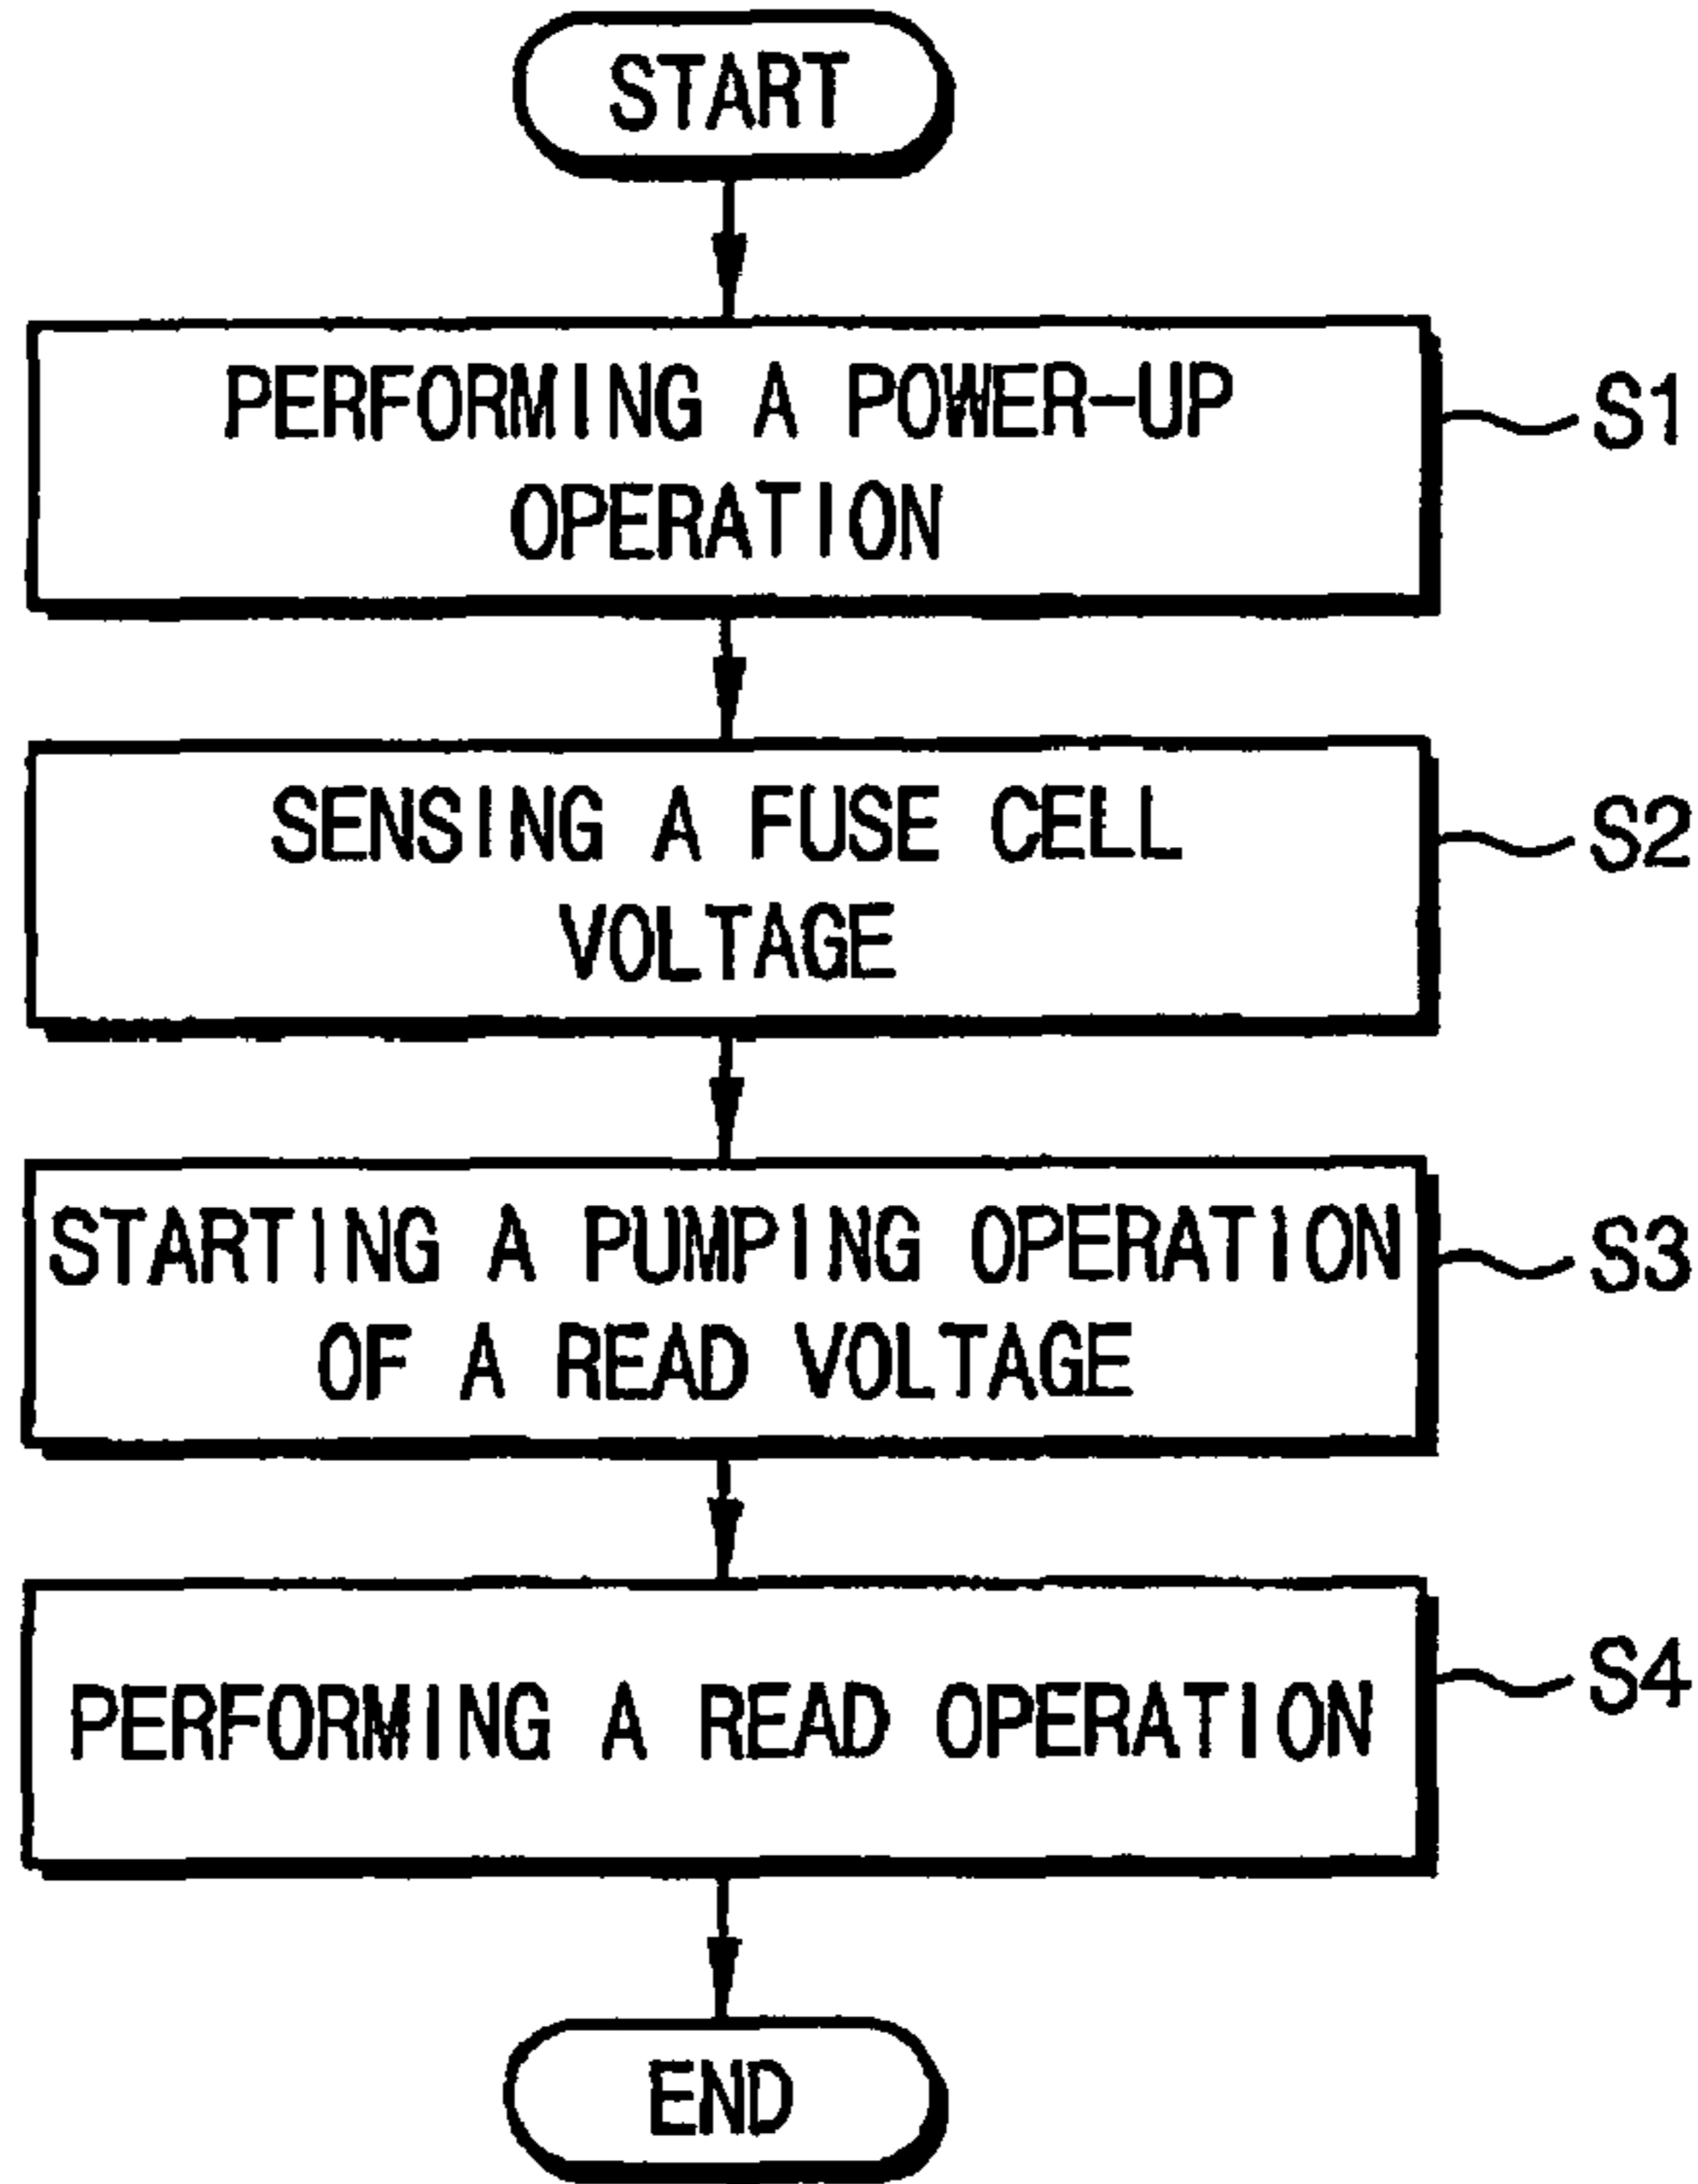 START
PERFORMING A POWER-UP
OPERATION
S1
SENSING A FUSE CELL
VOLTAGE
S2
STARTING A PUMPING OPERATION
OF A READ VOLTAGE
S3
PERFORMING A READ OPERATION
S4
END